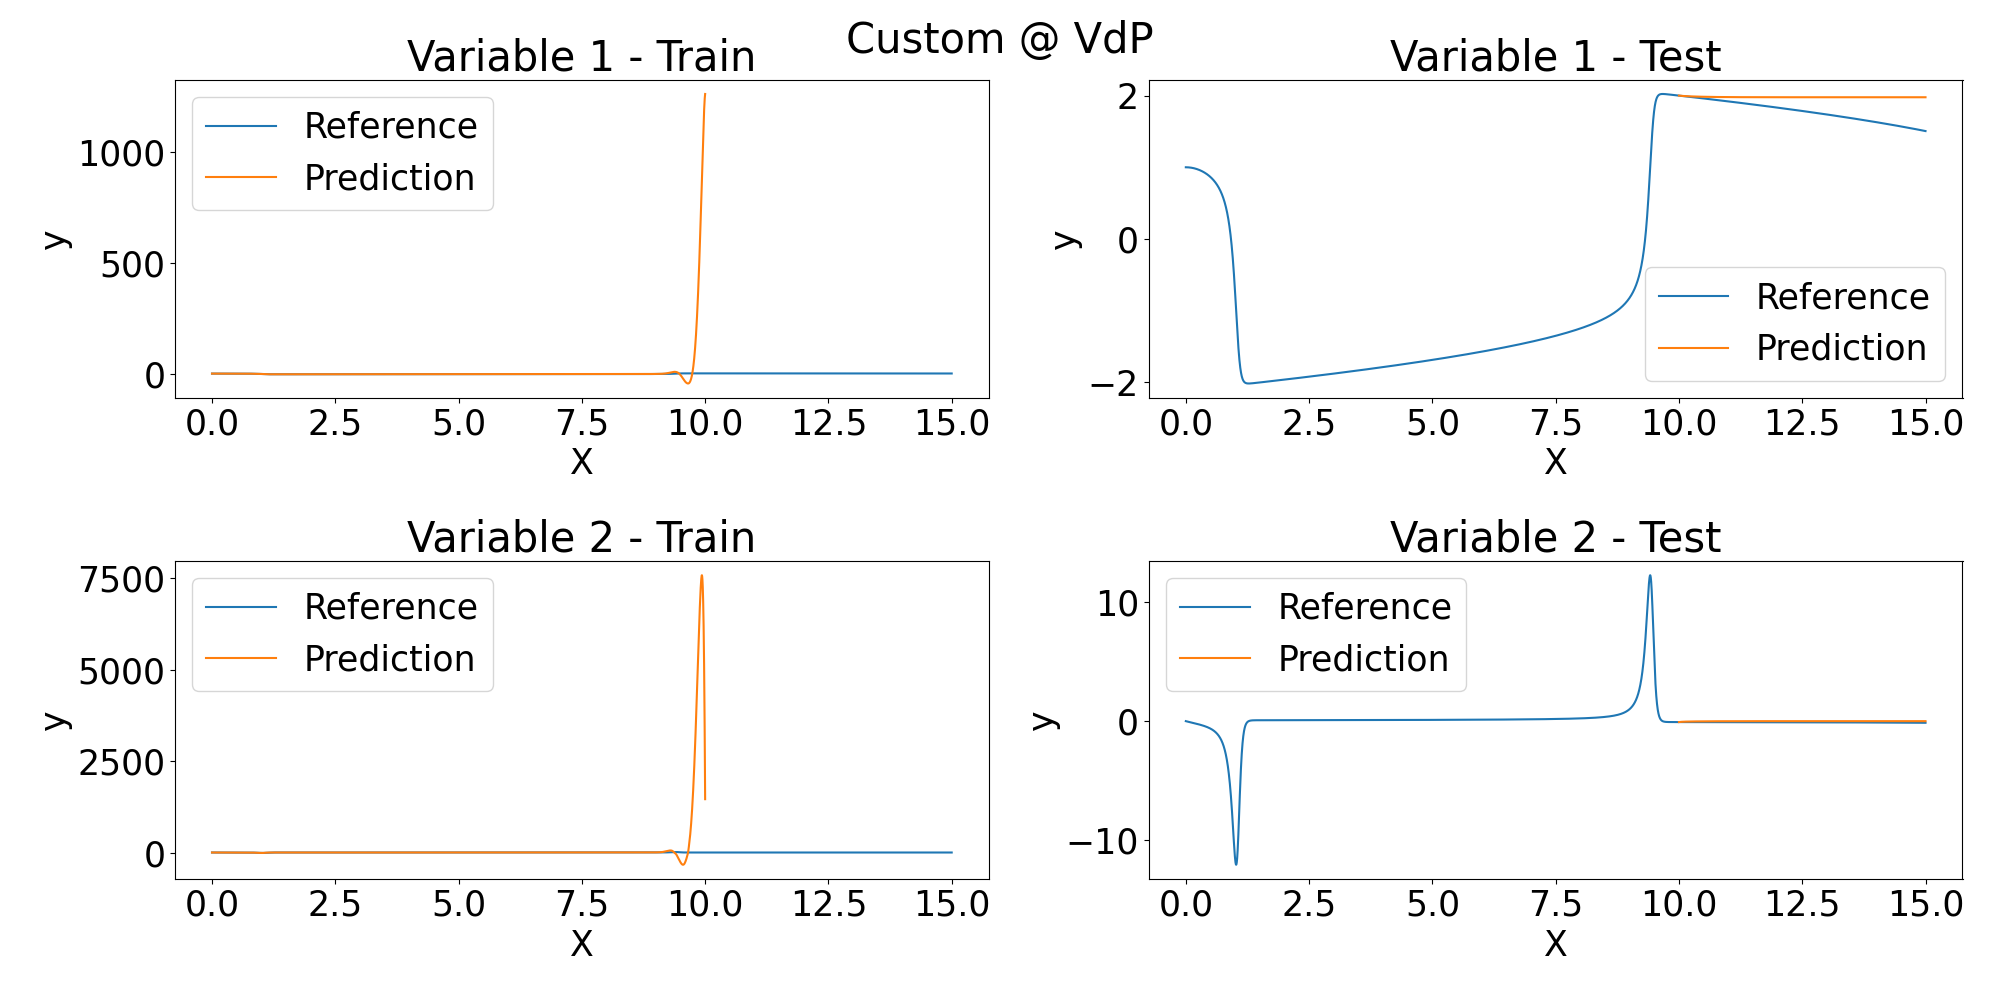 Custom @ VdP
Variable 1 - Train
1000
500
0
y
Reference
Prediction
0.0 2.5 5.0 7.5 10.0 12.5 15.0
X
Variable 1 - Test
2
0
−2
y
Reference
Prediction
0.0 2.5 5.0 7.5 10.0 12.5 15.0
X
Variable 2 - Train
7500
5000
2500
0
y
Reference
Prediction
0.0 2.5 5.0 7.5 10.0 12.5 15.0
X
Variable 2 - Test
10
0
−10
y
Reference
Prediction
0.0 2.5 5.0 7.5 10.0 12.5 15.0
X